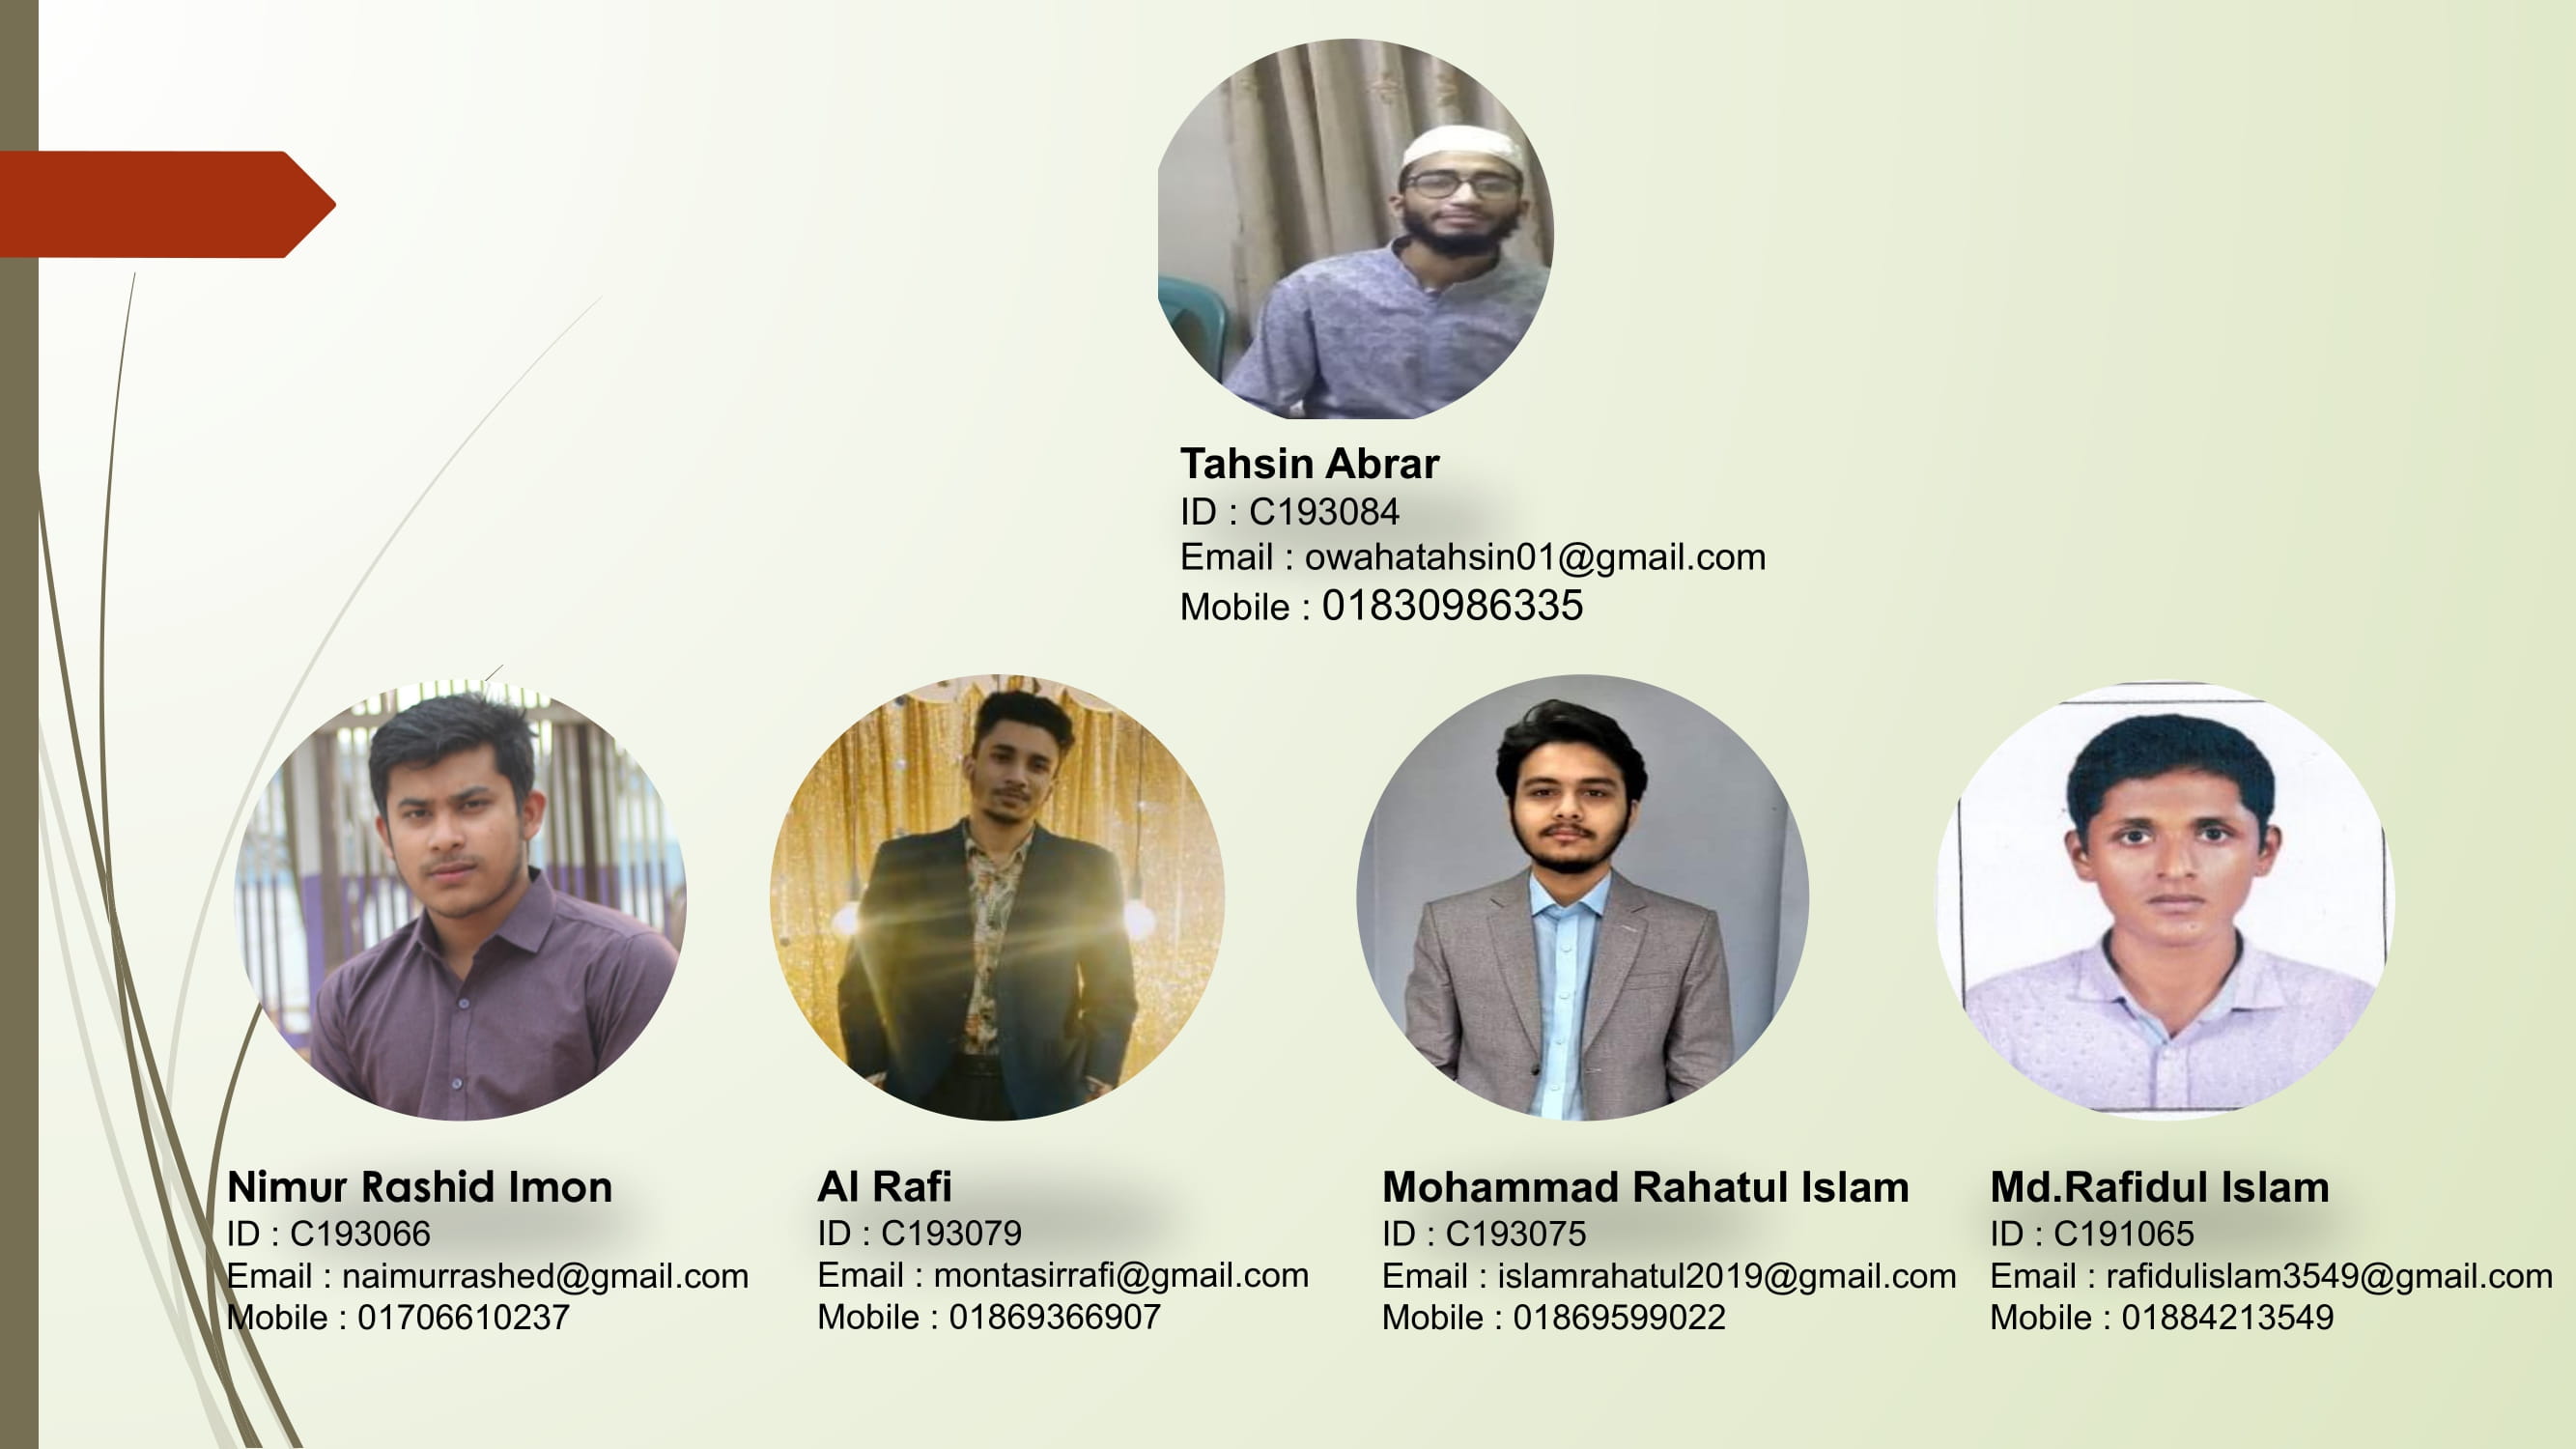 Tahsin Abrar
ID : C193084
Email : owahatahsin01@gmail.com
Mobile : 01830986335
Nimur Rashid Imon
ID : C193066
Email : naimurrashed@gmail.com
Mobile : 01706610237
Al Rafi
ID : C193079
Email : montasirrafi@gmail.com
Mobile : 01869366907
Mohammad Rahatul Islam
ID : C193075
Email : islamrahatul2019@gmail.com
Mobile : 01869599022
Md.Rafidul Islam
ID : C191065
Email : rafidulislam3549@gmail.com
Mobile : 01884213549